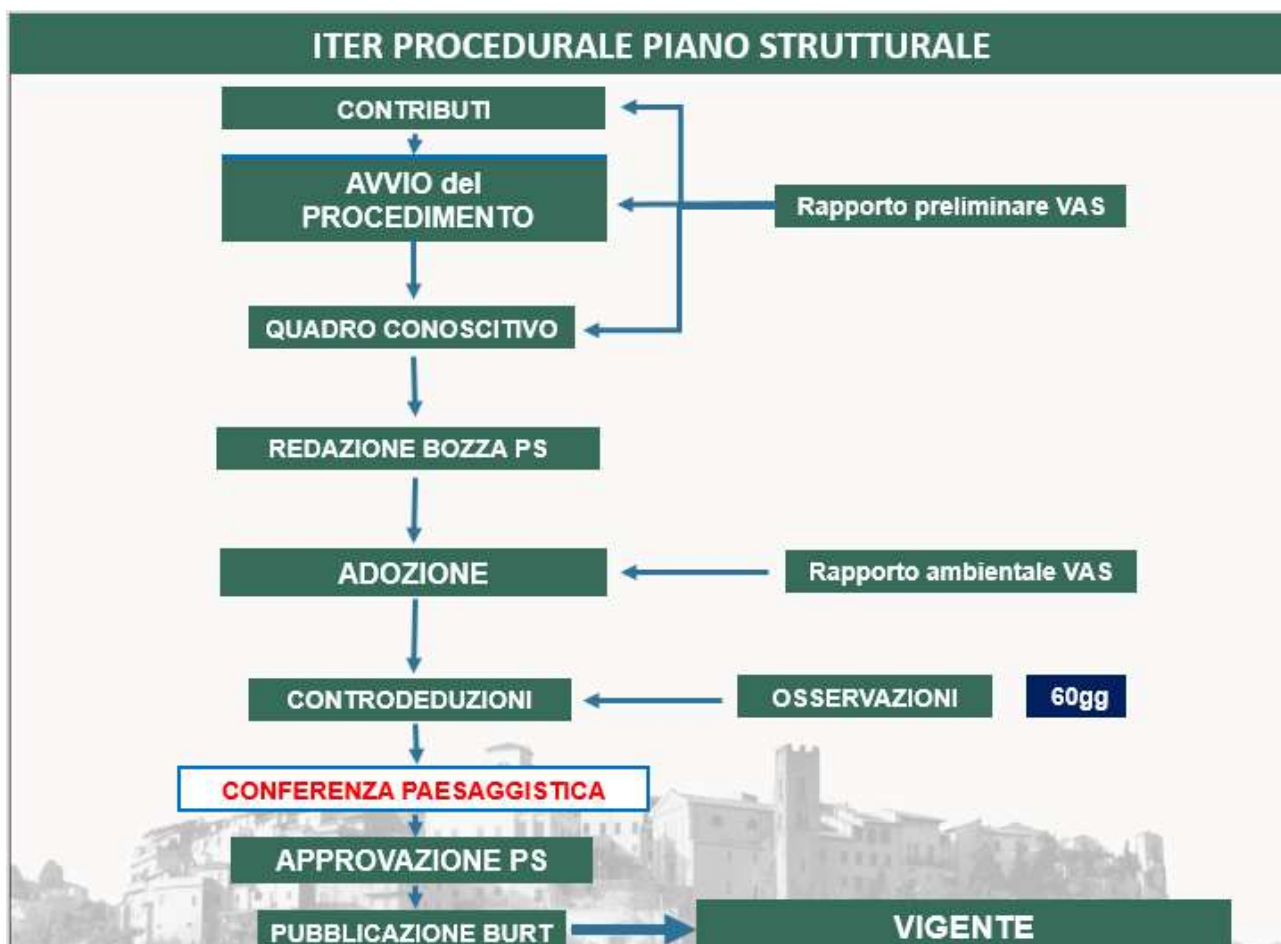 ITER PROCEDURALE PIANO STRUTTURALE
CONTRIBUTI
AVVIO del
PROCEDIMENTO
Rapporto preliminare VAS
QUADRO CONOSCITIVO
REDAZIONE BOZZA PS
ADOZIONE
Rapporto ambientale VAS
CONTRODEDUZIONI
OSSERVAZIONI
60gg
CONFERENZA PAESAGGISTICA
APPROVAZIONE PS
PUBBLICAZIONE BURT
VIGENTE